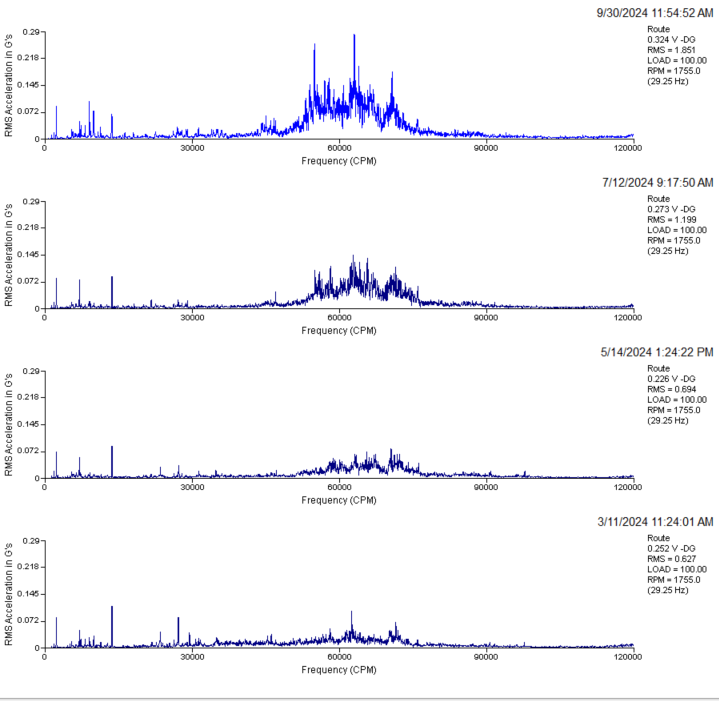 9/30/2024 11:54:52 AM
Route
0.324 V -DG
RMS = 1.851
LOAD = 100.00
RPM = 1755.0
(29.25 Hz)
RMS Acceleration in G's
0.29
0.218
0.145
0.072
0
0 30000 60000 90000 120000
Frequency (CPM)
7/12/2024 9:17:50 AM
Route
0.273 V -DG
RMS = 1.199
LOAD = 100.00
RPM = 1755.0
(29.25 Hz)
RMS Acceleration in G's
0.29
0.218
0.145
0.072
0
0 30000 60000 90000 120000
Frequency (CPM)
5/14/2024 1:24:22 PM
Route
0.226 V -DG
RMS = 0.694
LOAD = 100.00
RPM = 1755.0
(29.25 Hz)
RMS Acceleration in G's
0.29
0.218
0.145
0.072
0
0 30000 60000 90000 120000
Frequency (CPM)
3/11/2024 11:24:01 AM
Route
0.252 V -DG
RMS = 0.627
LOAD = 100.00
RPM = 1755.0
(29.25 Hz)
RMS Acceleration in G's
0.29
0.218
0.145
0.072
0
0 30000 60000 90000 120000
Frequency (CPM)